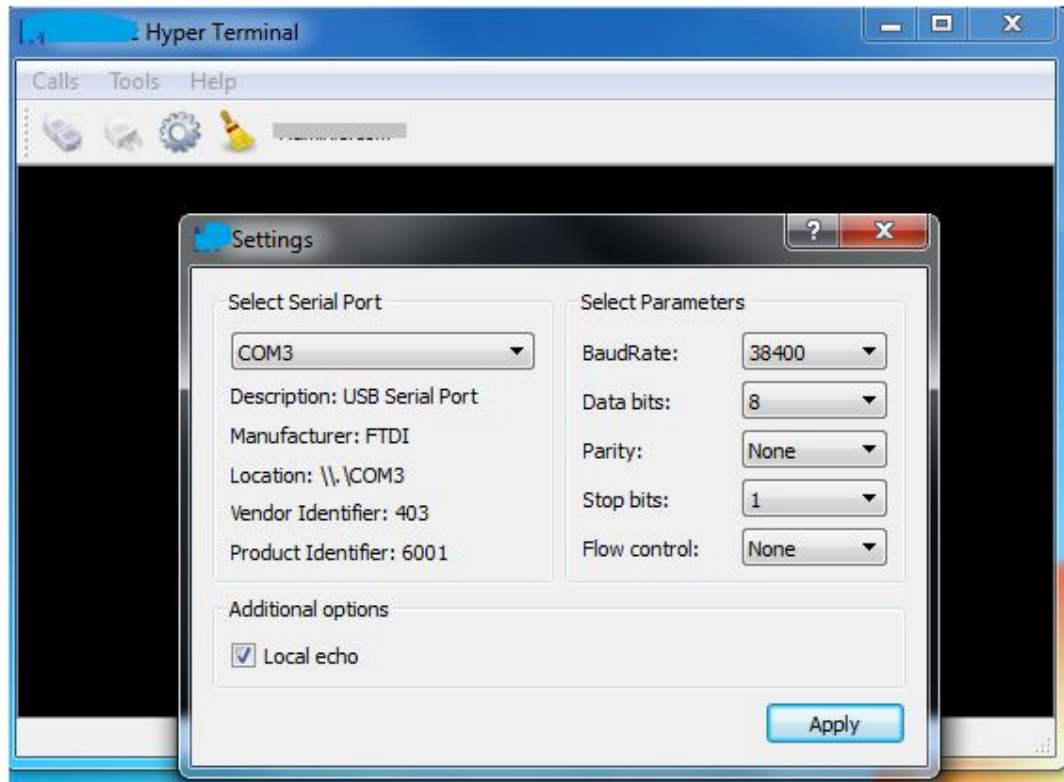 Hyper Terminal
Calls Tools Help
Settings
Select Serial Port
COM3
Description: USB Serial Port
Manufacturer: FTDI
Location: \\.\COM3
Vendor Identifier: 403
Product Identifier: 6001
Select Parameters
BaudRate: 38400
Data bits: 8
Parity: None
Stop bits: 1
Flow control: None
Additional options
Local echo
Apply